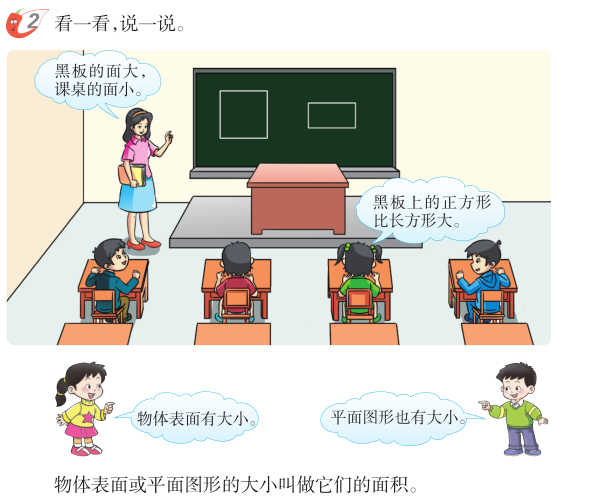 2 看一看,说一说。
黑板的面大,
课桌的面小。
黑板上的正方形
比长方形大。
物体表面有大小。
平面图形也有大小。
物体表面或平面图形的大小叫做它们的面积。